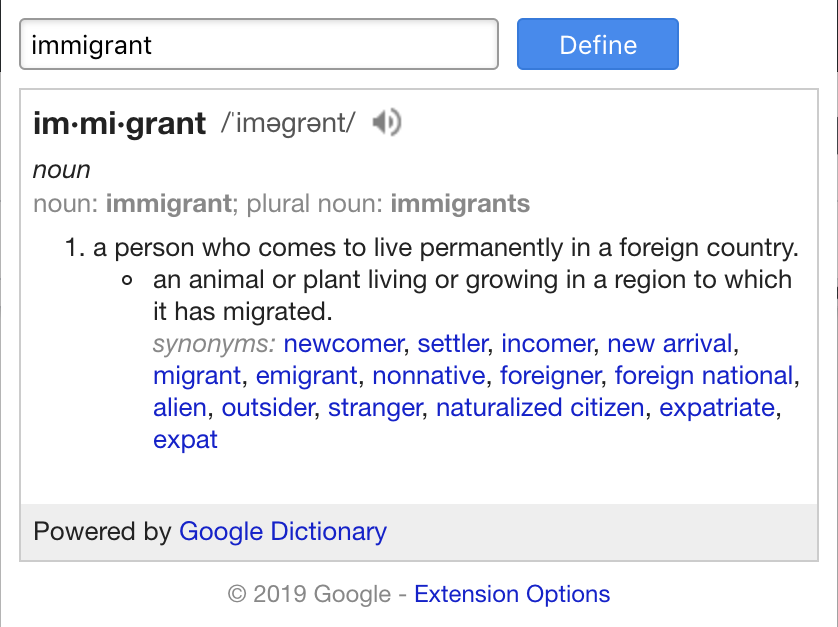 immigrant Define
im·mi·grant /ˈiməgrənt/
noun
noun: immigrant; plural noun: immigrants
1. a person who comes to live permanently in a foreign country.
an animal or plant living or growing in a region to which
it has migrated.
synonyms: newcomer, settler, incomer, new arrival,
migrant, emigrant, nonnative, foreigner, foreign national,
alien, outsider, stranger, naturalized citizen, expatriate,
expat
Powered by Google Dictionary
© 2019 Google - Extension Options